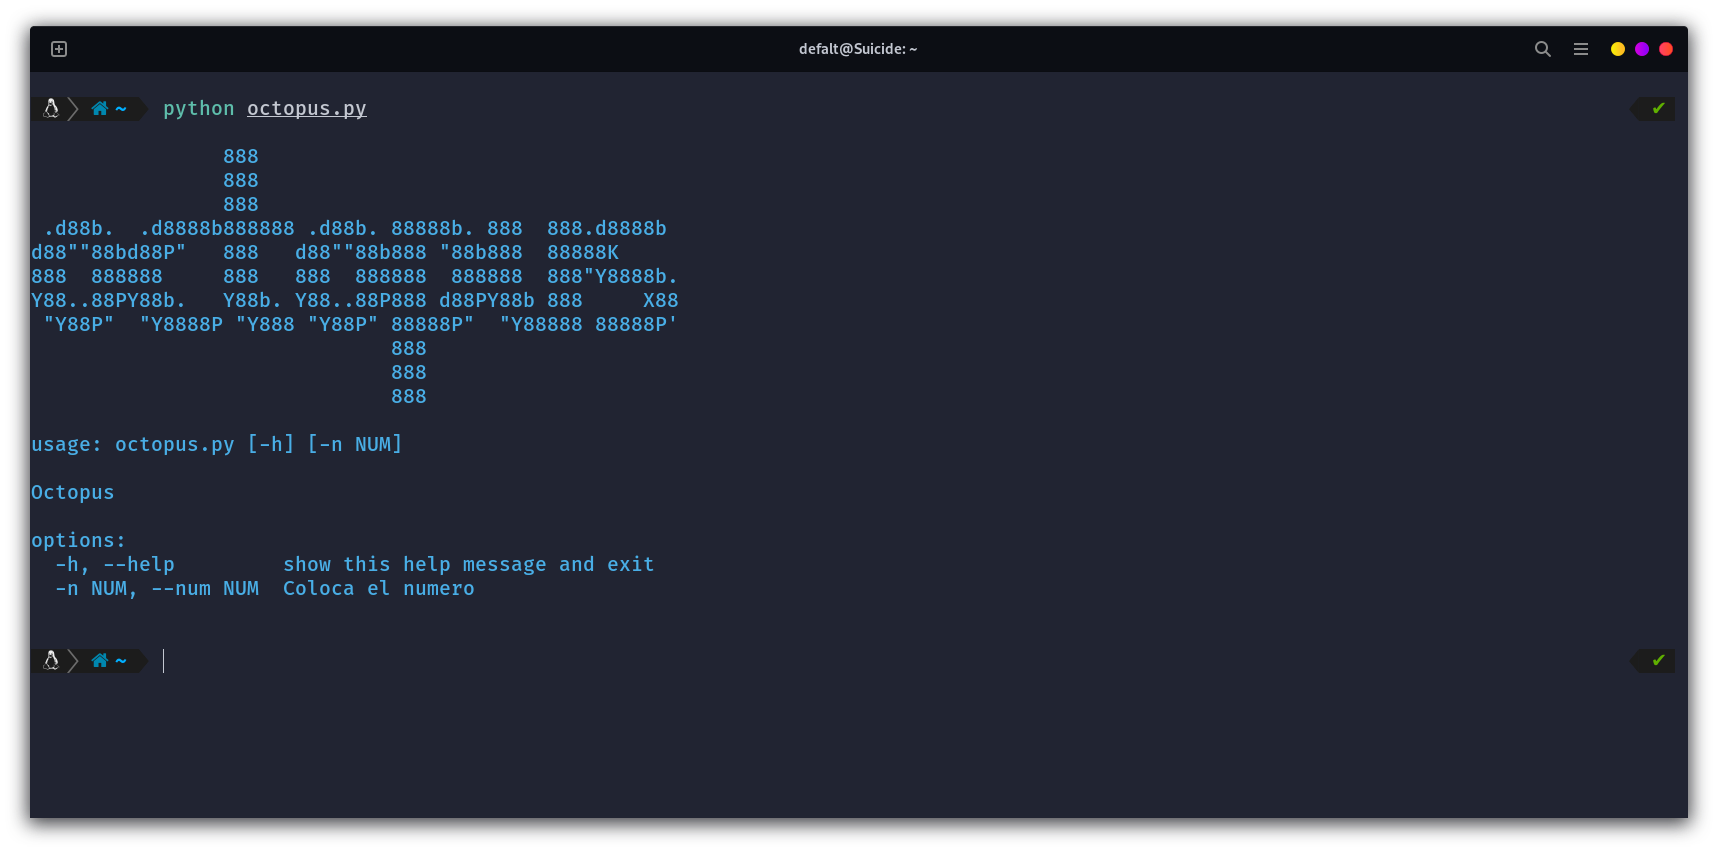 defalt@Suicide: ~
~ python octopus.py ✔
                888
                888
                888
 .d88b.  .d8888b888888 .d88b. 88888b. 888  888.d8888b
d88""88bd88P"   888   d88""88b888 "88b888  88888K
888  888888     888   888  888888  888888  888"Y8888b.
Y88..88PY88b.   Y88b. Y88..88P888 d88PY88b 888     X88
 "Y88P"  "Y8888P "Y888 "Y88P" 88888P"  "Y88888 88888P'
                              888
                              888
                              888
usage: octopus.py [-h] [-n NUM]
Octopus
options:
  -h, --help         show this help message and exit
  -n NUM, --num NUM  Coloca el numero
~ ✔